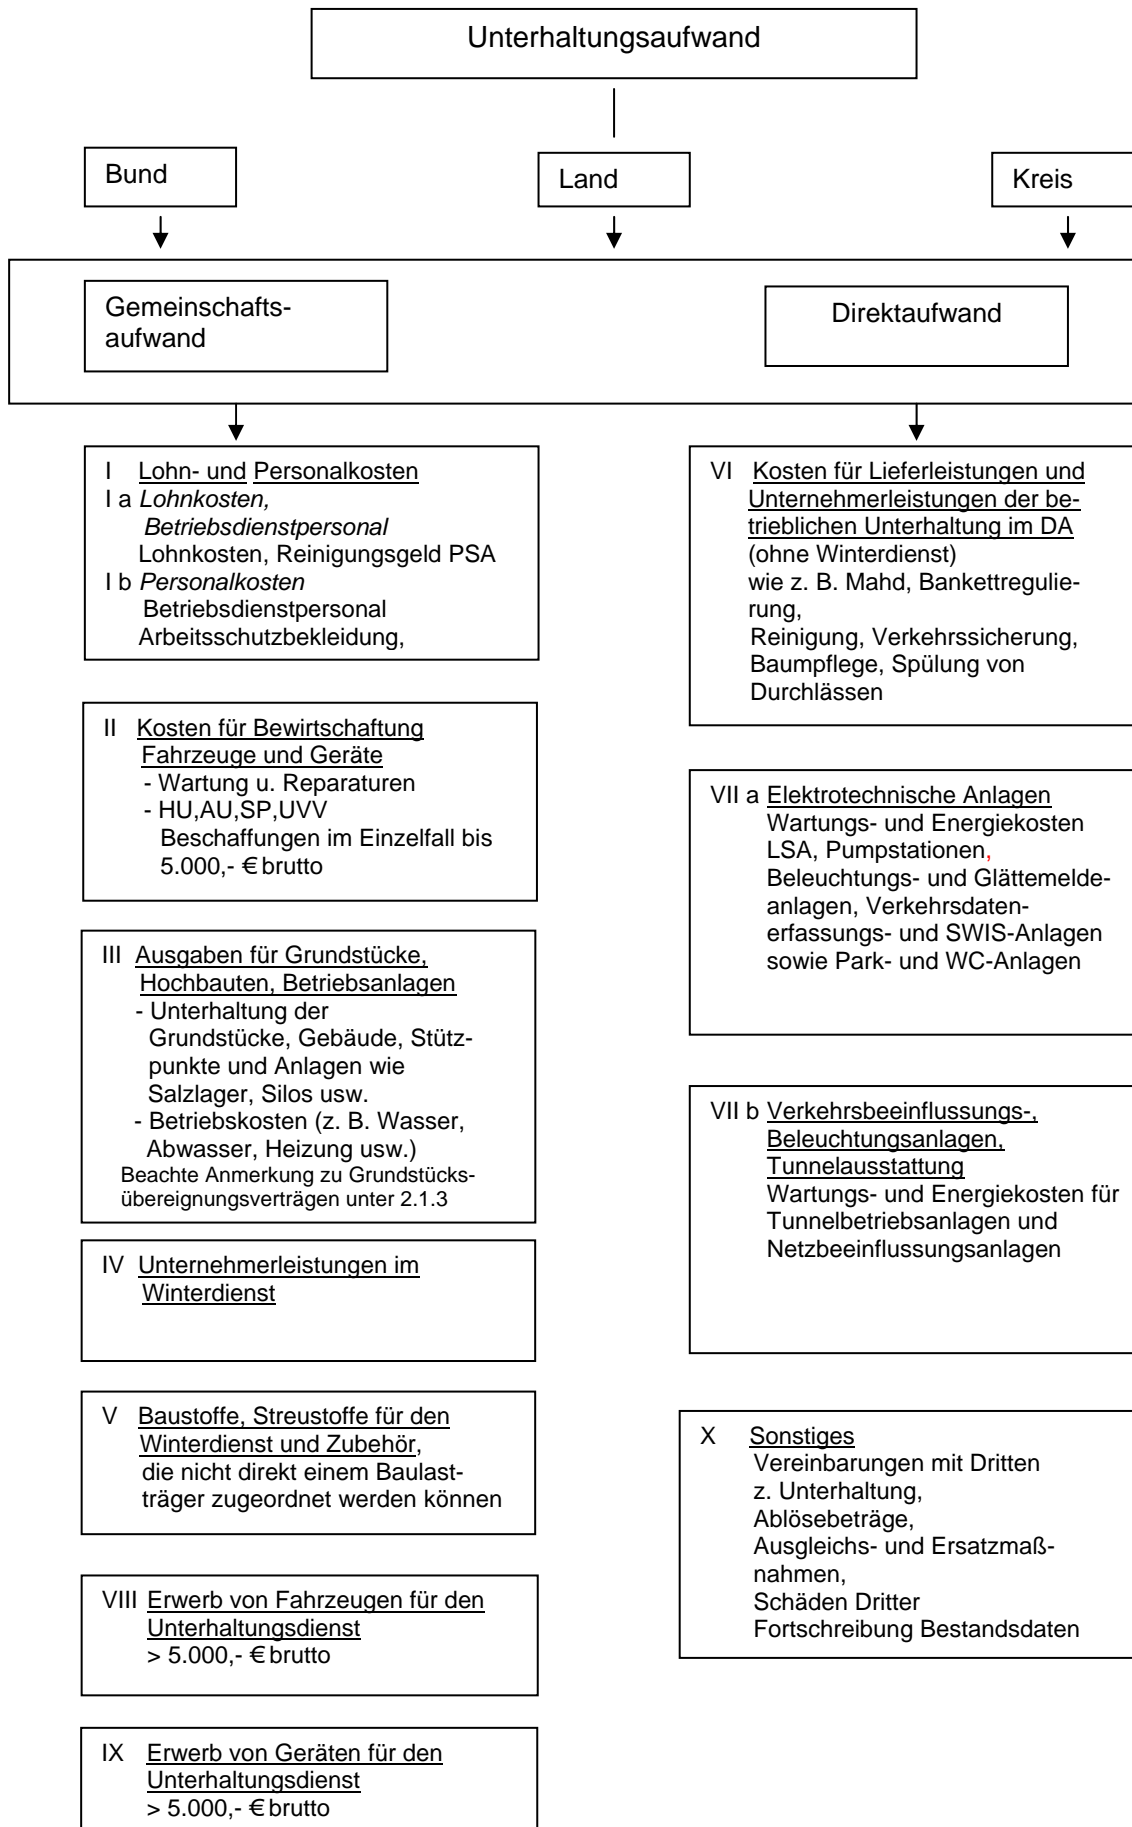 Unterhaltungsaufwand
Bund
Land
Kreis
Gemeinschafts-
aufwand
Direktaufwand
I Lohn- und Personalkosten
I a Lohnkosten,
Betriebsdienstpersonal
Lohnkosten, Reinigungsgeld PSA
I b Personalkosten
Betriebsdienstpersonal
Arbeitsschutzbekleidung,
II Kosten für Bewirtschaftung
Fahrzeuge und Geräte
- Wartung u. Reparaturen
- HU,AU,SP,UVV
Beschaffungen im Einzelfall bis
5.000,- € brutto
III Ausgaben für Grundstücke,
Hochbauten, Betriebsanlagen
- Unterhaltung der
Grundstücke, Gebäude, Stütz-
punkte und Anlagen wie
Salzlager, Silos usw.
- Betriebskosten (z. B. Wasser,
Abwasser, Heizung usw.)
Beachte Anmerkung zu Grundstücks-
übereignungsverträgen unter 2.1.3
IV Unternehmerleistungen im
Winterdienst
V Baustoffe, Streustoffe für den
Winterdienst und Zubehör,
die nicht direkt einem Baulast-
träger zugeordnet werden können
VIII Erwerb von Fahrzeugen für den
Unterhaltungsdienst
> 5.000,- € brutto
IX Erwerb von Geräten für den
Unterhaltungsdienst
> 5.000,- € brutto
VI Kosten für Lieferleistungen und
Unternehmerleistungen der be-
trieblichen Unterhaltung im DA
(ohne Winterdienst)
wie z. B. Mahd, Bankettregulie-
rung,
Reinigung, Verkehrssicherung,
Baumpflege, Spülung von
Durchlässen
VII a Elektrotechnische Anlagen
Wartungs- und Energiekosten
LSA, Pumpstationen,
Beleuchtungs- und Glättemelde-
anlagen, Verkehrsdaten-
erfassungs- und SWIS-Anlagen
sowie Park- und WC-Anlagen
VII b Verkehrsbeeinflussungs-,
Beleuchtungsanlagen,
Tunnelausstattung
Wartungs- und Energiekosten für
Tunnelbetriebsanlagen und
Netzbeeinflussungsanlagen
X Sonstiges
Vereinbarungen mit Dritten
z. Unterhaltung,
Ablösebeträge,
Ausgleichs- und Ersatzmaß-
nahmen,
Schäden Dritter
Fortschreibung Bestandsdaten